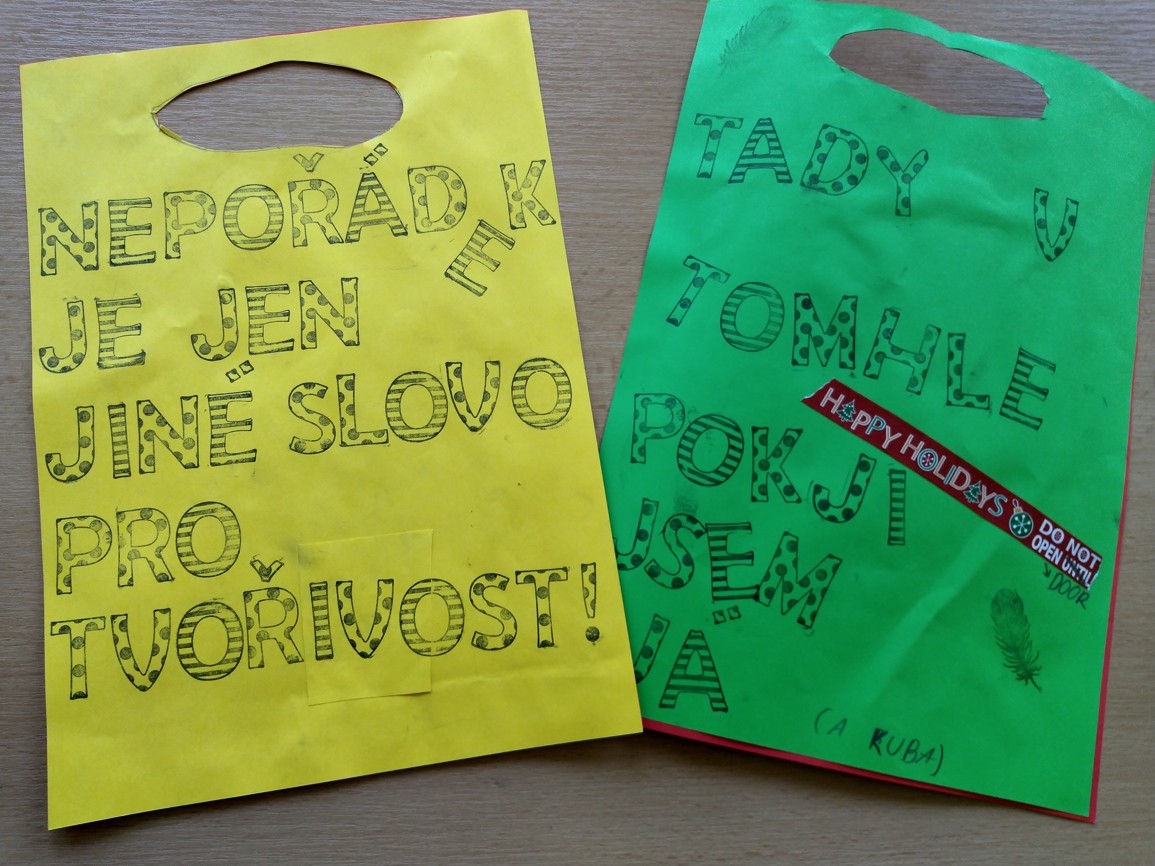 NEPOŘÁDEK
JE JEN
JINÉ SLOVO
PRO
TVOŘIVOST!
TADY V
TOMHLE
POKJI
JSEM
JÁ
(A KUBA)
HAPPY HOLIDAYS
DO NOT
OPEN UNTIL
DOOR